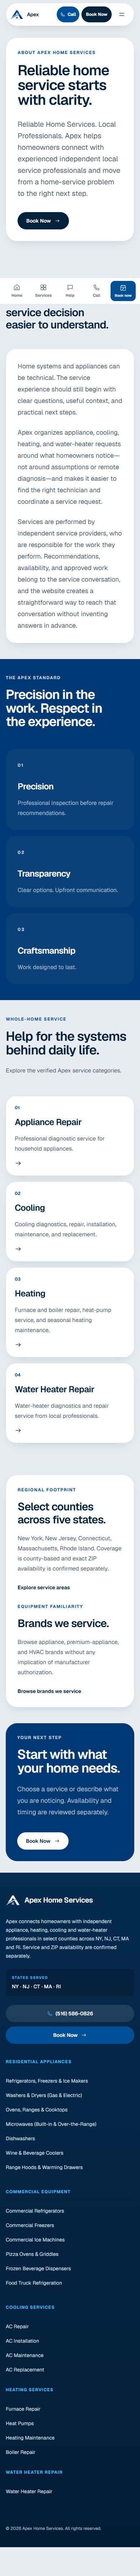 Apex
Call
Book Now
ABOUT APEX HOME SERVICES
Reliable home
service starts
with clarity.
Reliable Home Services. Local
Professionals. Apex helps
homeowners connect with
independent appliance, heating,
cooling, and water-heater
professionals and makes it easier
to move from a home-service problem
to the right next step.
Book Now
Home
Services
Help
Call
Book now
service decision
easier to understand.
Home systems and appliances
can be technical. The service
experience should still begin with
clear questions, useful context, and
practical next steps.
Apex organizes appliance, cooling,
heating, and water-heater requests
around what homeowners notice—
not around assumptions or remote
diagnosis—and makes it easier to
find the right technician and
coordinate a service request.
Services are performed by
independent service providers, who
are responsible for the work they
perform. Recommendations,
availability, and approved work
belong to the service conversation,
and the website creates a
straightforward way to reach that
conversation without inventing
answers in advance.
THE APEX STANDARD
Precision in the
work. Respect in
the experience.
01
Precision
Professional inspection before repair
recommendations.
02
Transparency
Clear options. Upfront communication.
03
Craftsmanship
Work designed to last.
WHOLE-HOME SERVICE
Help for the systems
behind daily life.
Explore the verified Apex service categories.
01
Appliance Repair
Professional diagnostic service for
household appliances.
02
Cooling
Cooling diagnostics, repair, installation,
maintenance, and replacement.
03
Heating
Furnace and boiler repair, heat-pump
service, and seasonal heating
maintenance.
04
Water Heater Repair
Water-heater diagnostics and repair
service from local professionals.
REGIONAL FOOTPRINT
Select counties
across five states.
New York, New Jersey, Connecticut,
Massachusetts, Rhode Island. Coverage
is county-based and exact ZIP
availability is confirmed separately.
Explore service areas
EQUIPMENT FAMILIARITY
Brands we service.
Browse appliance, premium-appliance,
and HVAC brands without any
implication of manufacturer
authorization.
Browse brands we service
YOUR NEXT STEP
Start with what
your home needs.
Choose a service or describe what
you are noticing. Availability and
timing are reviewed separately.
Book Now
Apex Home Services
Apex connects homeowners with independent
appliance, heating, cooling and water-heater
professionals in select counties across NY, NJ, CT, MA
and RI. Service and ZIP availability are confirmed
separately.
STATES SERVED
NY · NJ · CT · MA · RI
(516) 586-0826
Book Now
RESIDENTIAL APPLIANCES
Refrigerators, Freezers & Ice Makers
Washers & Dryers (Gas & Electric)
Ovens, Ranges & Cooktops
Microwaves (Built-in & Over-the-Range)
Dishwashers
Wine & Beverage Coolers
Range Hoods & Warming Drawers
COMMERCIAL EQUIPMENT
Commercial Refrigerators
Commercial Freezers
Commercial Ice Machines
Pizza Ovens & Griddles
Frozen Beverage Dispensers
Food Truck Refrigeration
COOLING SERVICES
AC Repair
AC Installation
AC Maintenance
AC Replacement
HEATING SERVICES
Furnace Repair
Heat Pumps
Heating Maintenance
Boiler Repair
WATER HEATER REPAIR
Water Heater Repair
© 2026 Apex Home Services. All rights reserved.